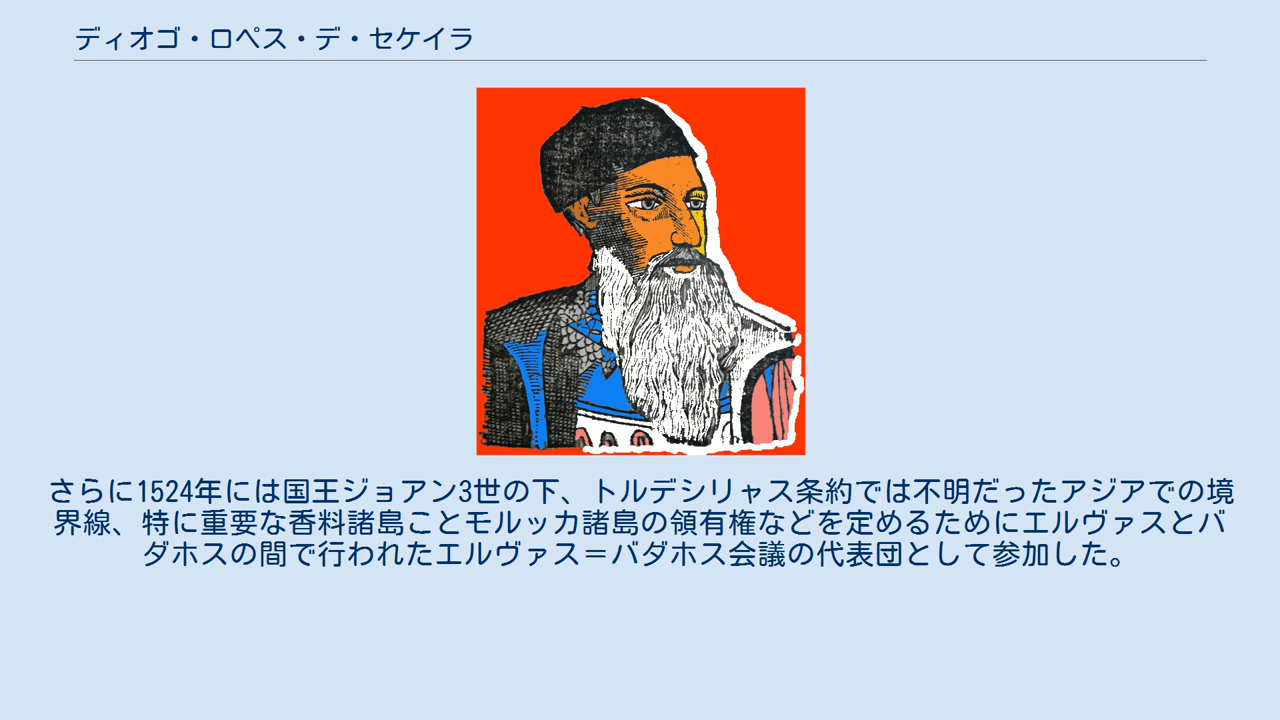 ディオゴ・ロペス・デ・セケイラ
さらに1524年には国王ジョアン3世の下、トルデシリャス条約では不明だったアジアでの境
界線、特に重要な香料諸島ことモルッカ諸島の領有権などを定めるためにエルヴァスとバ
ダホスの間で行われたエルヴァス＝バダホス会議の代表団として参加した。